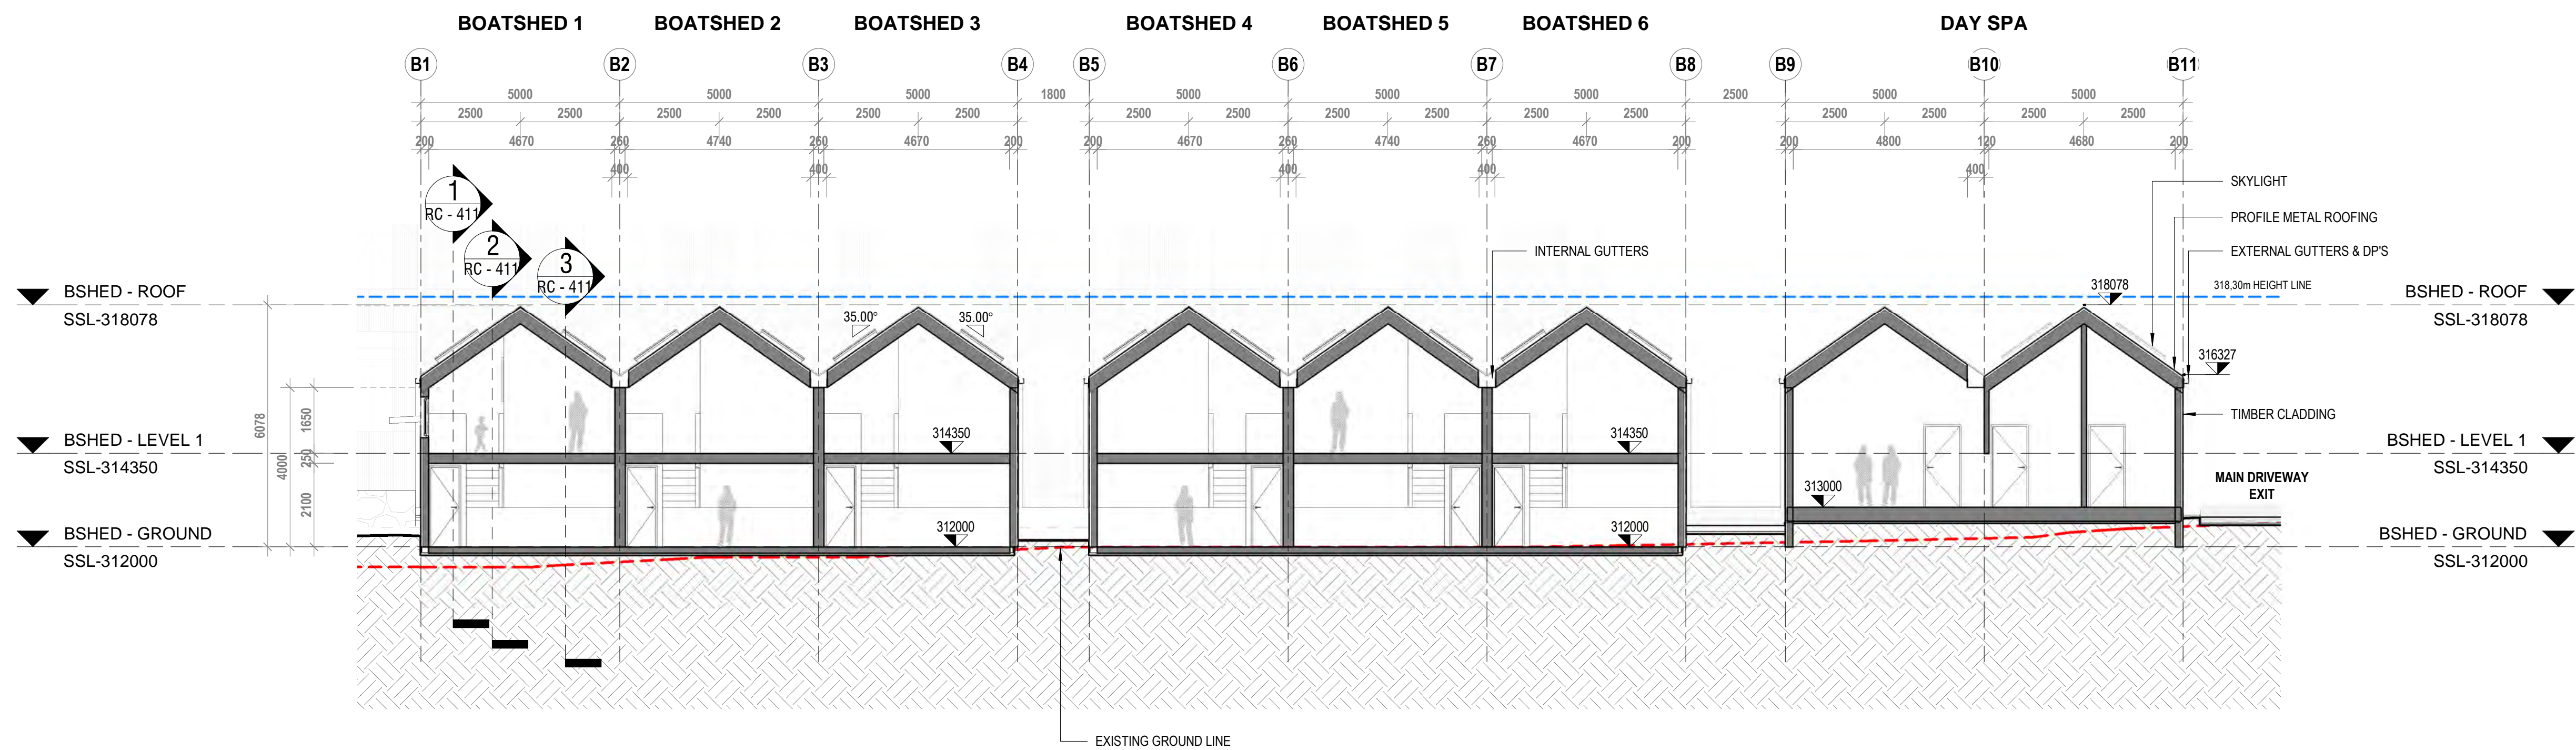 BOATSHED 1 BOATSHED 2 BOATSHED 3 BOATSHED 4 BOATSHED 5 BOATSHED 6 DAY SPA
B1 B2 B3 B4 B5 B6 B7 B8 B9 B10 B11
5000 5000 5000 1800 5000 5000 5000 2500 5000 5000
2500 2500 2500 2500 2500 2500 2500 2500 2500 2500 2500 2500 2500 2500 2500 2500
200 4670 260 4740 260 4670 200 200 4670 260 4740 260 4670 200 200 4800 120 4680 200
400 400 400 400 400
1
RC - 411
2
RC - 411
3
RC - 411
SKYLIGHT
PROFILE METAL ROOFING
INTERNAL GUTTERS
EXTERNAL GUTTERS & DP'S
318,30m HEIGHT LINE
318078
BSHED - ROOF
SSL-318078
BSHED - ROOF
SSL-318078
35.00° 35.00°
316327
TIMBER CLADDING
6078
4000
1650
250
2100
BSHED - LEVEL 1
SSL-314350
314350
314350
BSHED - LEVEL 1
SSL-314350
MAIN DRIVEWAY
EXIT
313000
BSHED - GROUND
SSL-312000
312000
312000
BSHED - GROUND
SSL-312000
EXISTING GROUND LINE